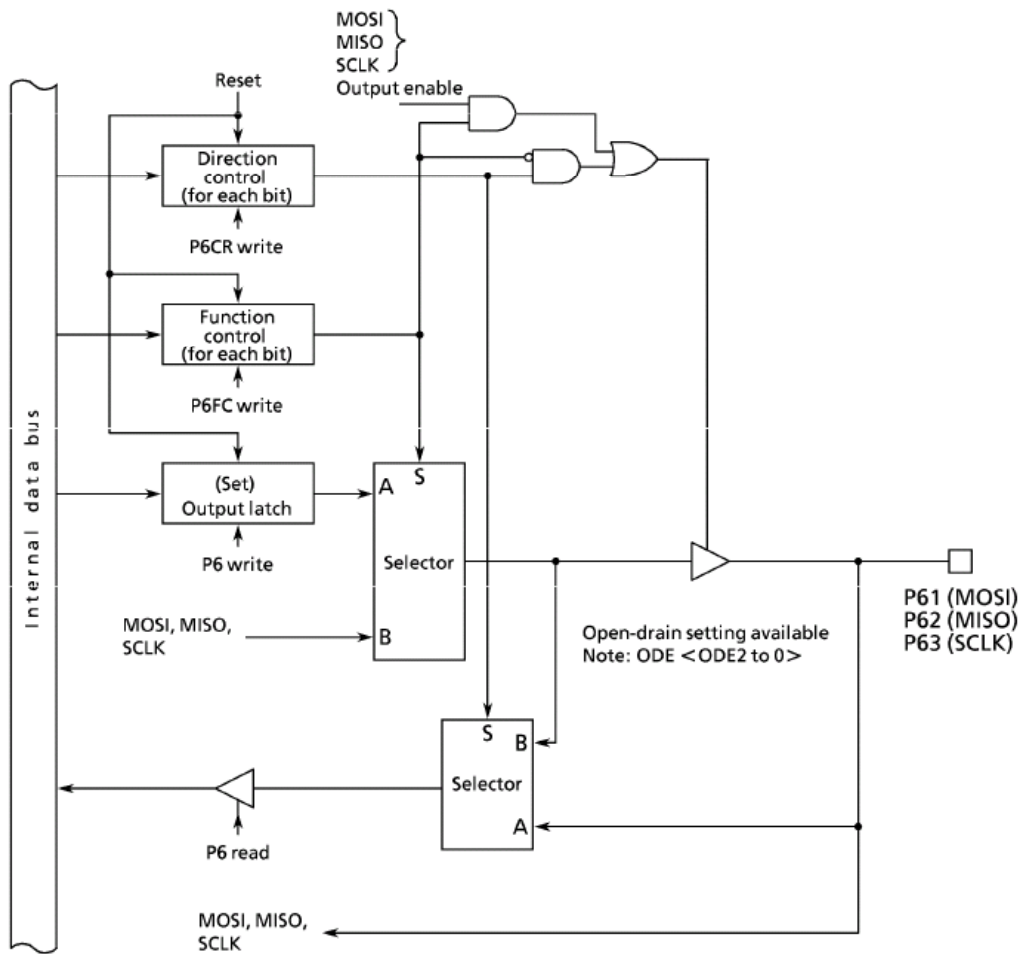 MOSI
MISO
SCLK
Output enable
Reset
Direction
control
(for each bit)
P6CR write
Function
control
(for each bit)
P6FC write
Internal data bus
(Set)
Output latch
P6 write
A
S
Selector
B
MOSI, MISO,
SCLK
Open-drain setting available
Note: ODE <ODE2 to 0>
P61 (MOSI)
P62 (MISO)
P63 (SCLK)
S
B
Selector
A
P6 read
MOSI, MISO,
SCLK